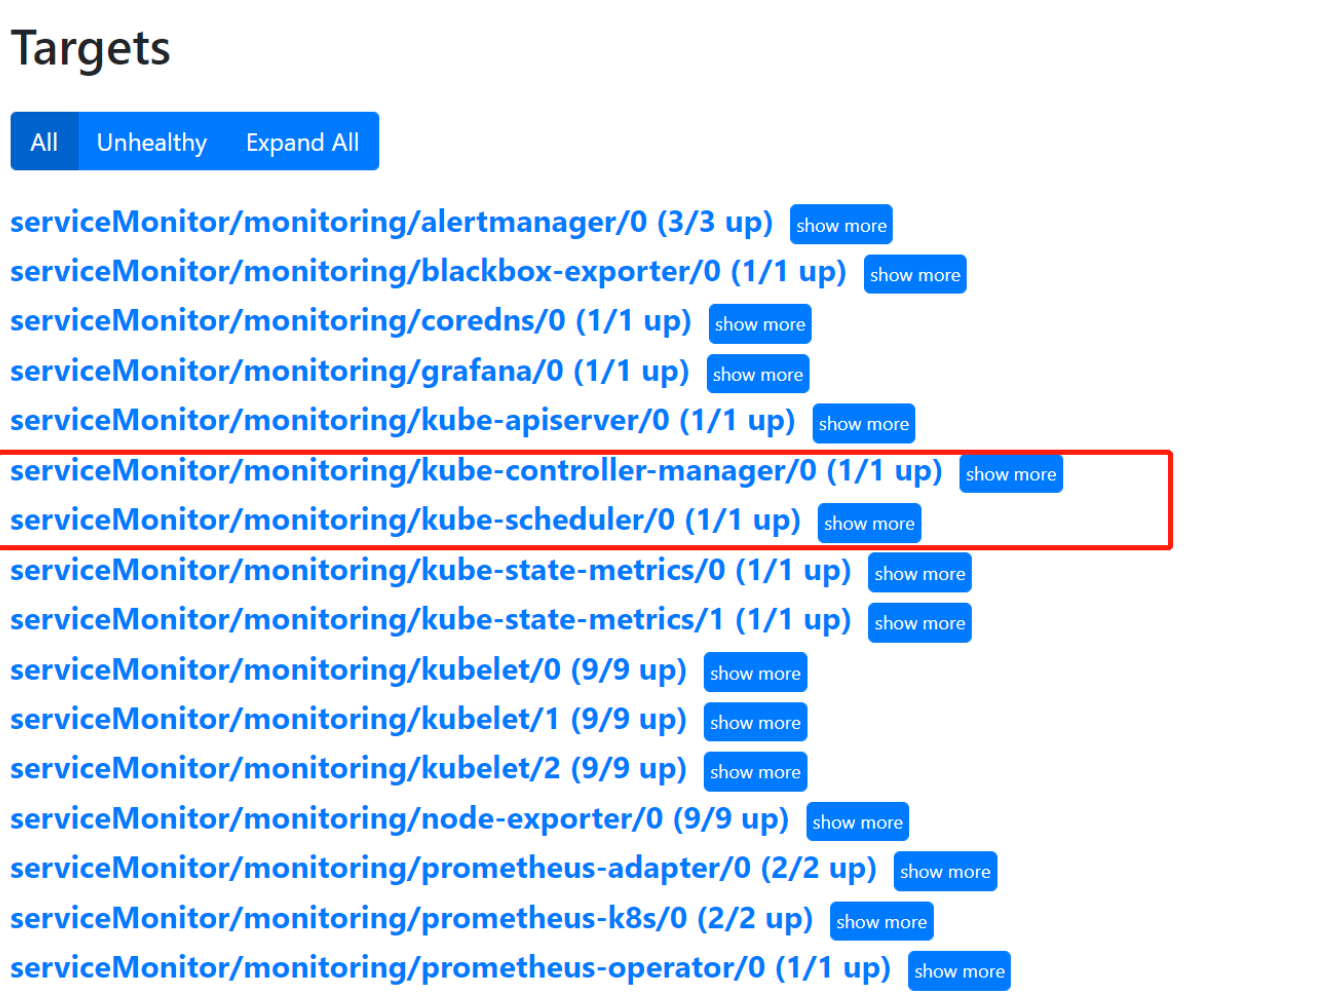 Targets
All Unhealthy Expand All
serviceMonitor/monitoring/alertmanager/0 (3/3 up) show more
serviceMonitor/monitoring/blackbox-exporter/0 (1/1 up) show more
serviceMonitor/monitoring/coredns/0 (1/1 up) show more
serviceMonitor/monitoring/grafana/0 (1/1 up) show more
serviceMonitor/monitoring/kube-apiserver/0 (1/1 up) show more
serviceMonitor/monitoring/kube-controller-manager/0 (1/1 up) show more
serviceMonitor/monitoring/kube-scheduler/0 (1/1 up) show more
serviceMonitor/monitoring/kube-state-metrics/0 (1/1 up) show more
serviceMonitor/monitoring/kube-state-metrics/1 (1/1 up) show more
serviceMonitor/monitoring/kubelet/0 (9/9 up) show more
serviceMonitor/monitoring/kubelet/1 (9/9 up) show more
serviceMonitor/monitoring/kubelet/2 (9/9 up) show more
serviceMonitor/monitoring/node-exporter/0 (9/9 up) show more
serviceMonitor/monitoring/prometheus-adapter/0 (2/2 up) show more
serviceMonitor/monitoring/prometheus-k8s/0 (2/2 up) show more
serviceMonitor/monitoring/prometheus-operator/0 (1/1 up) show more